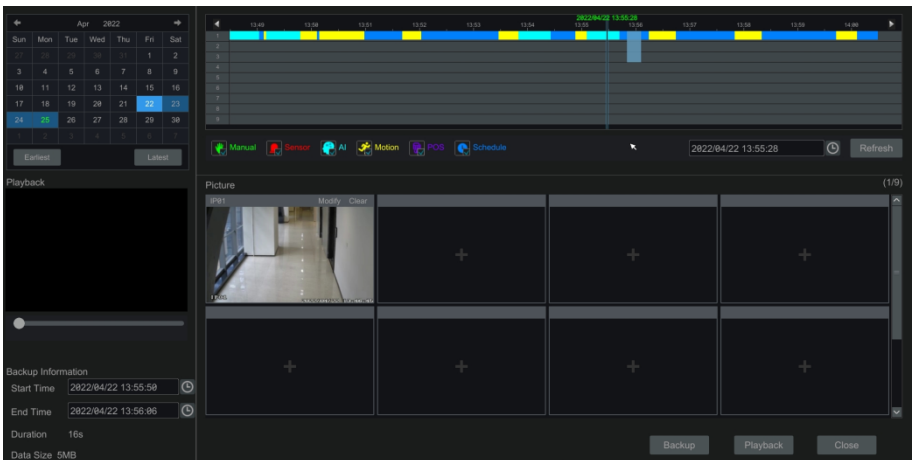 Apr 2022
Sun Mon Tue Wed Thu Fri Sat
27 28 29 30 31 1 2
3 4 5 6 7 8 9
10 11 12 13 14 15 16
17 18 19 20 21 22 23
24 25 26 27 28 29 30
1 2 3 4 5 6 7
Earliest Latest
2022/04/22 13:55:28
13:49 13:50 13:51 13:52 13:53 13:54 13:55 13:56 13:57 13:58 13:59 14:00
1
2
3
4
5
6
7
8
9
Manual Sensor AI Motion POS Schedule
2022/04/22 13:55:28 Refresh
Playback
Picture (1/9)
IP01 Modify Clear
Backup Information
Start Time 2022/04/22 13:55:50
End Time 2022/04/22 13:56:06
Duration 16s
Data Size 5MB
Backup Playback Close